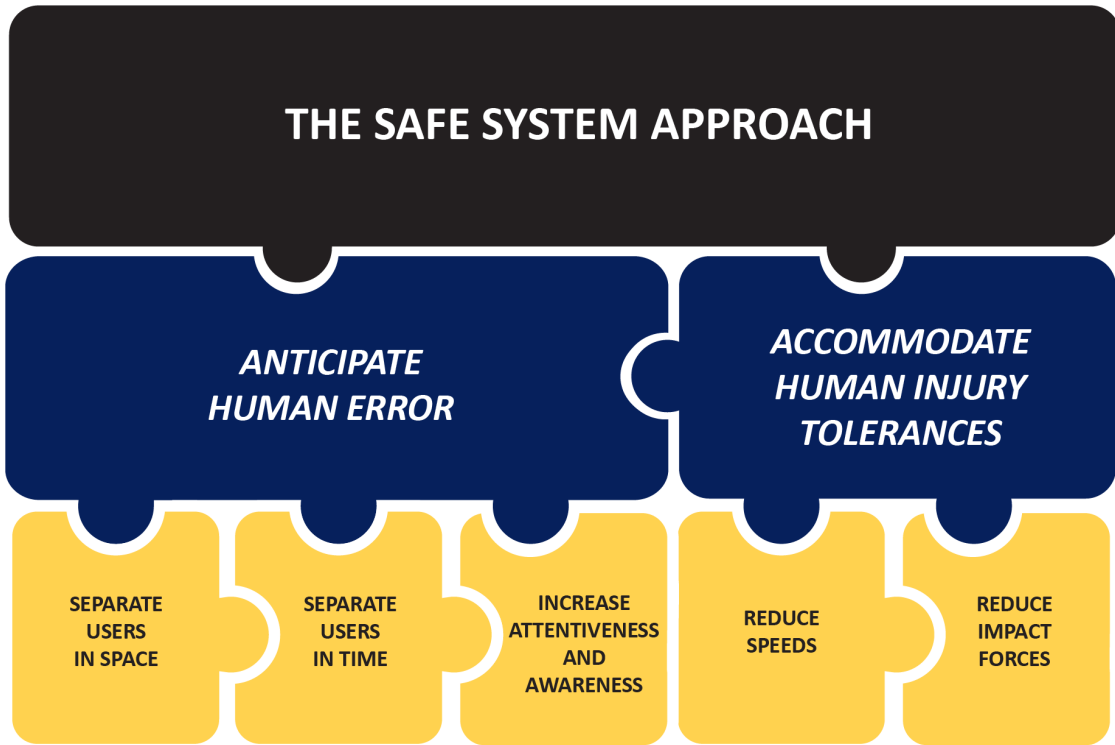 THE SAFE SYSTEM APPROACH
ANTICIPATE
HUMAN ERROR
ACCOMMODATE
HUMAN INJURY
TOLERANCES
SEPARATE
USERS
IN SPACE
SEPARATE
USERS
IN TIME
INCREASE
ATTENTIVENESS
AND
AWARENESS
REDUCE
SPEEDS
REDUCE
IMPACT
FORCES